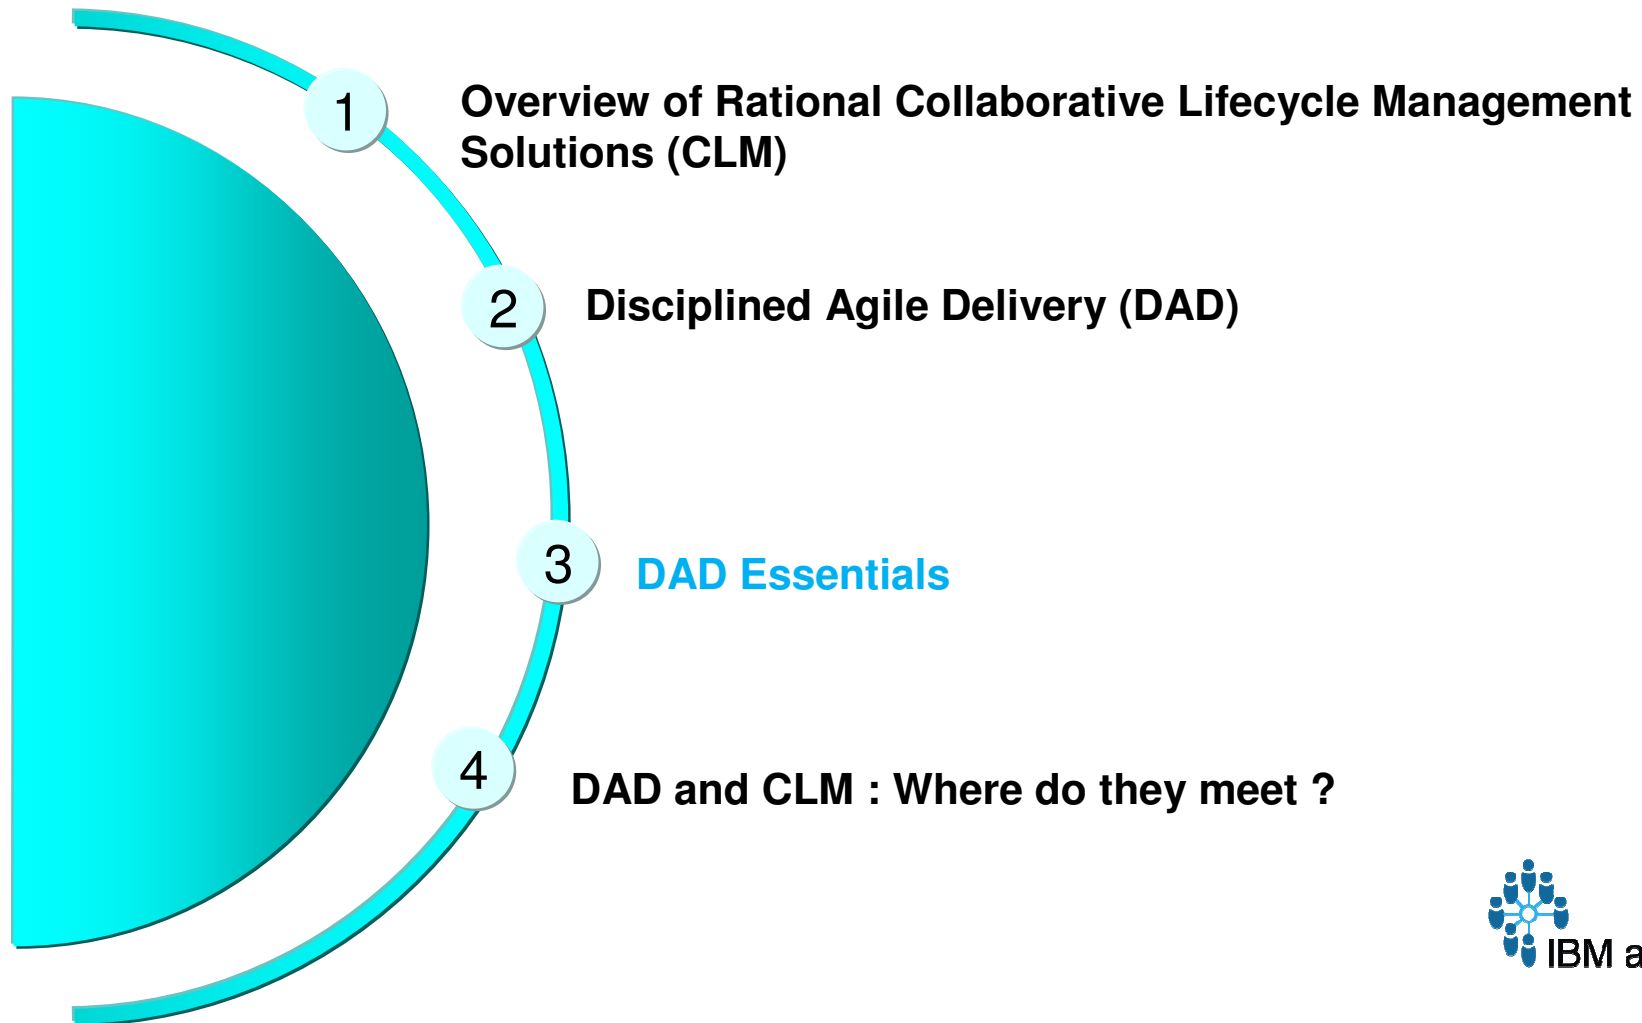 1
Overview of Rational Collaborative Lifecycle Management
Solutions (CLM)
2
Disciplined Agile Delivery (DAD)
3
DAD Essentials
4
DAD and CLM : Where do they meet ?
IBM a